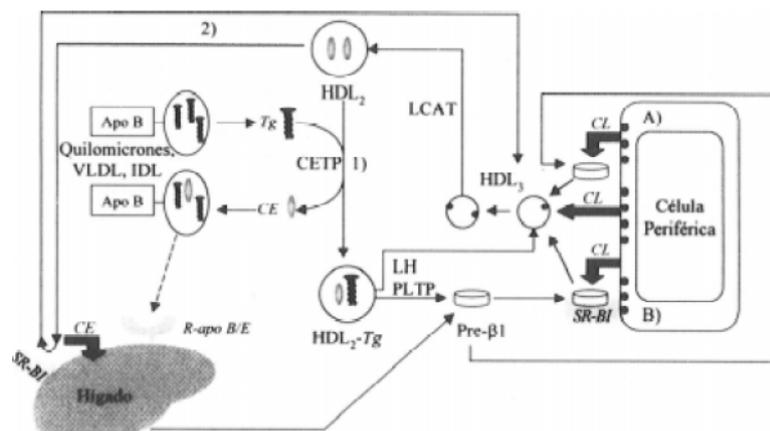 2)
HDL2
Apo B
Tg
Quilomicrones,
VLDL, IDL
CETP
1)
Apo B
CE
LCAT
HDL3
CL
A)
CL
Célula
Periférica
CL
B)
SR-BI
LH
PLTP
Pre-β1
HDL2-Tg
R-apo B/E
CE
SR-BI
Hígado